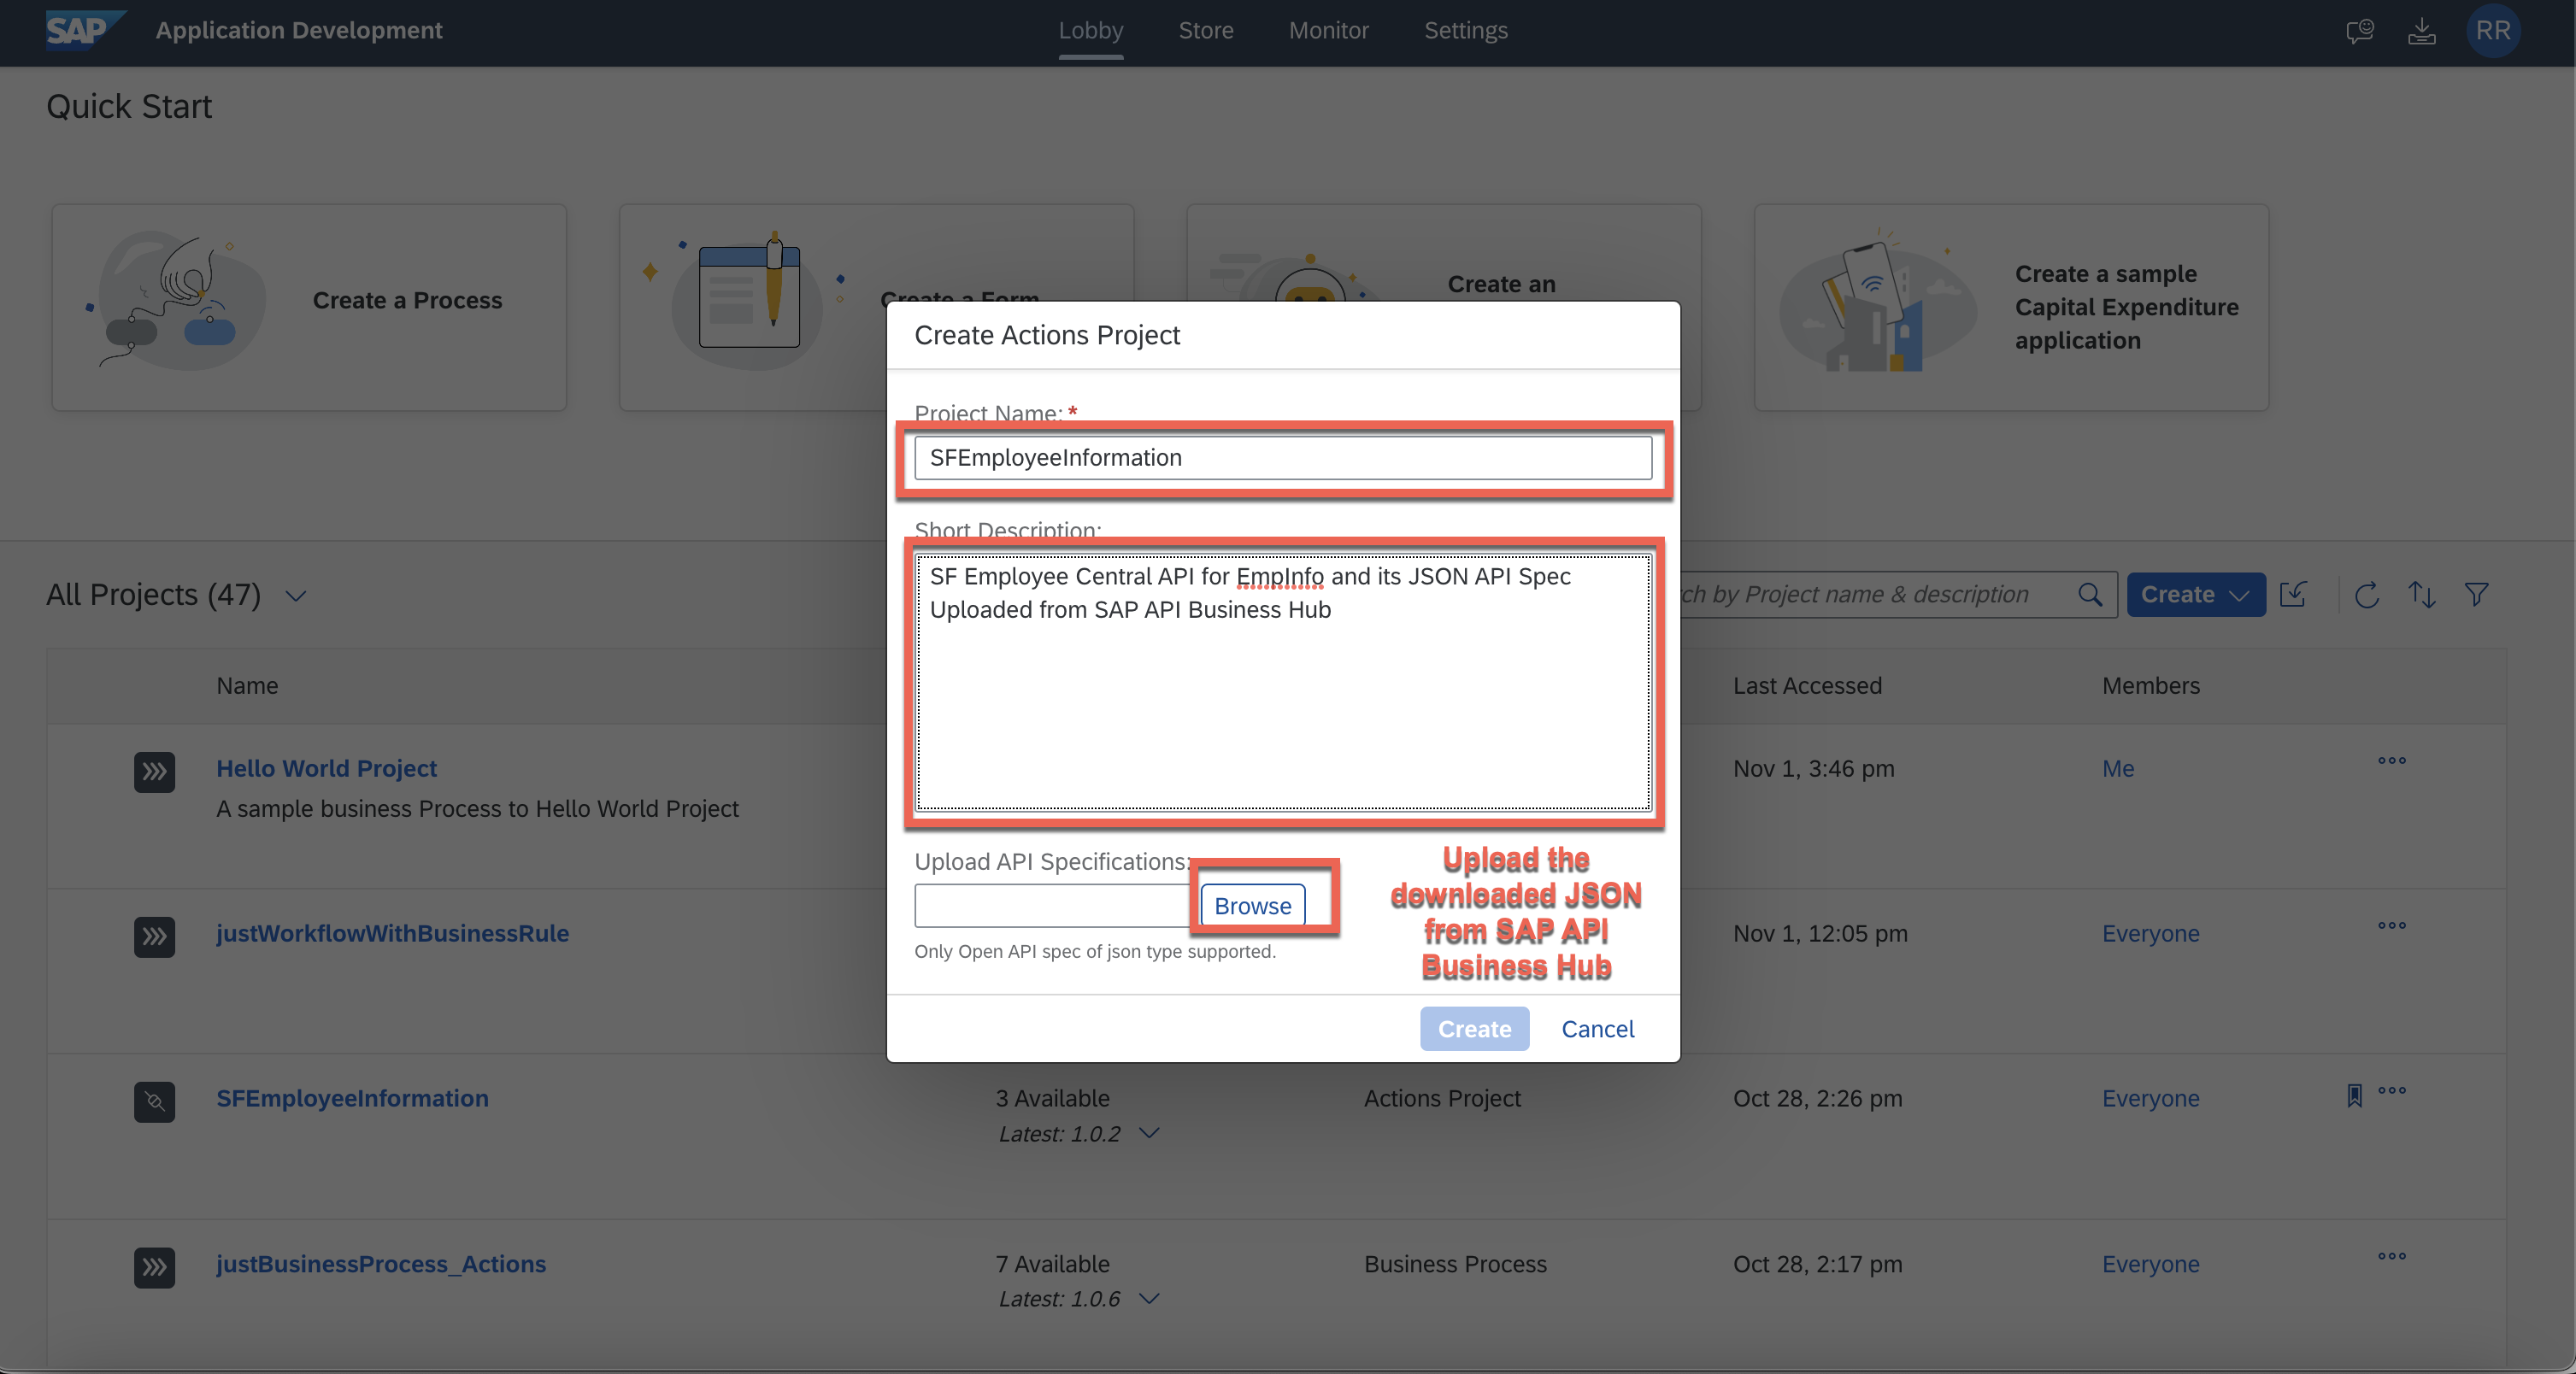 SAP
Application Development
Lobby
Store
Monitor
Settings
RR
Quick Start
Create a Process
Create a Form
Create an
Create a sample
Capital Expenditure
application
Create Actions Project
Project Name: *
SFEmployeeInformation
Short Description:
SF Employee Central API for EmpInfo and its JSON API Spec
Uploaded from SAP API Business Hub
Upload API Specifications:
Browse
Only Open API spec of json type supported.
Upload the
downloaded JSON
from SAP API
Business Hub
Create
Cancel
All Projects (47)
rch by Project name & description
Create
Name
Last Accessed
Members
Hello World Project
A sample business Process to Hello World Project
Nov 1, 3:46 pm
Me
justWorkflowWithBusinessRule
Nov 1, 12:05 pm
Everyone
SFEmployeeInformation
3 Available
Latest: 1.0.2
Actions Project
Oct 28, 2:26 pm
Everyone
justBusinessProcess_Actions
7 Available
Latest: 1.0.6
Business Process
Oct 28, 2:17 pm
Everyone